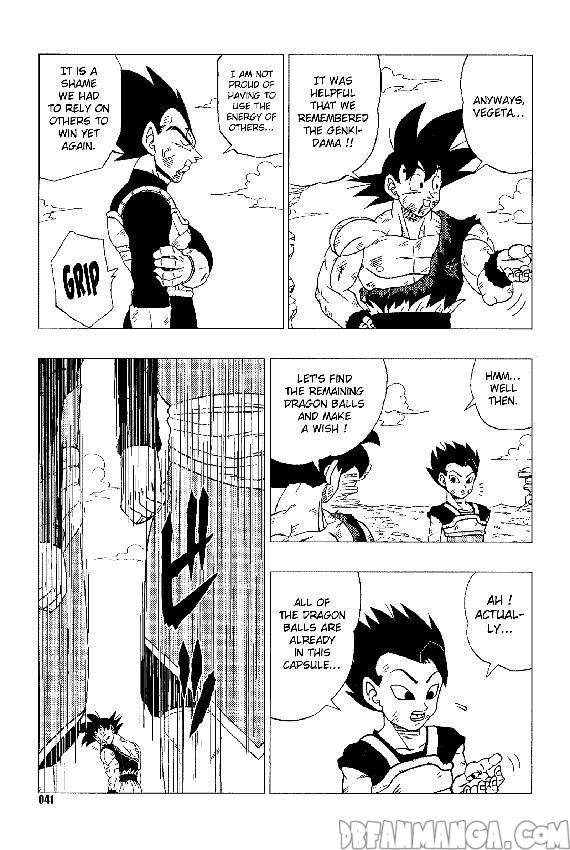 ANYWAYS,
VEGETA...
IT WAS
HELPFUL
THAT WE
REMEMBERED
THE GENKI-
DAMA !!
I AM NOT
PROUD OF
HAVING TO
USE THE
ENERGY OF
OTHERS...
IT IS A
SHAME
WE HAD
TO RELY ON
OTHERS TO
WIN YET
AGAIN.
GRIP
HMM...
WELL
THEN.
LET'S FIND
THE REMAINING
DRAGON BALLS
AND MAKE
A WISH !
AH !
ACTUAL-
LY...
ALL OF
THE DRAGON
BALLS ARE
ALREADY
IN THIS
CAPSULE...
ビッ
041
DBFANMANGA.COM